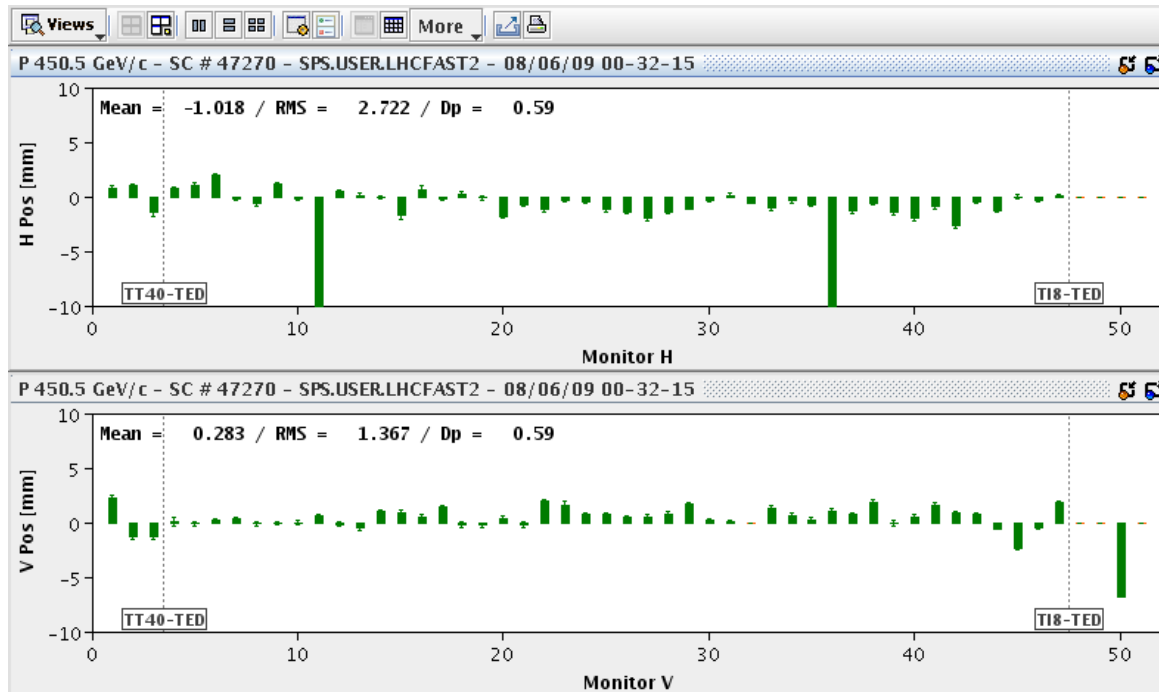 Views More
P 450.5 GeV/c - SC # 47270 - SPS.USER.LHCFAST2 - 08/06/09 00-32-15
Mean = -1.018 / RMS = 2.722 / Dp = 0.59
H Pos [mm]
10
5
0
-5
-10
TT40-TED TI8-TED
0 10 20 30 40 50
Monitor H
P 450.5 GeV/c - SC # 47270 - SPS.USER.LHCFAST2 - 08/06/09 00-32-15
Mean = 0.283 / RMS = 1.367 / Dp = 0.59
V Pos [mm]
10
5
0
-5
-10
TT40-TED TI8-TED
0 10 20 30 40 50
Monitor V